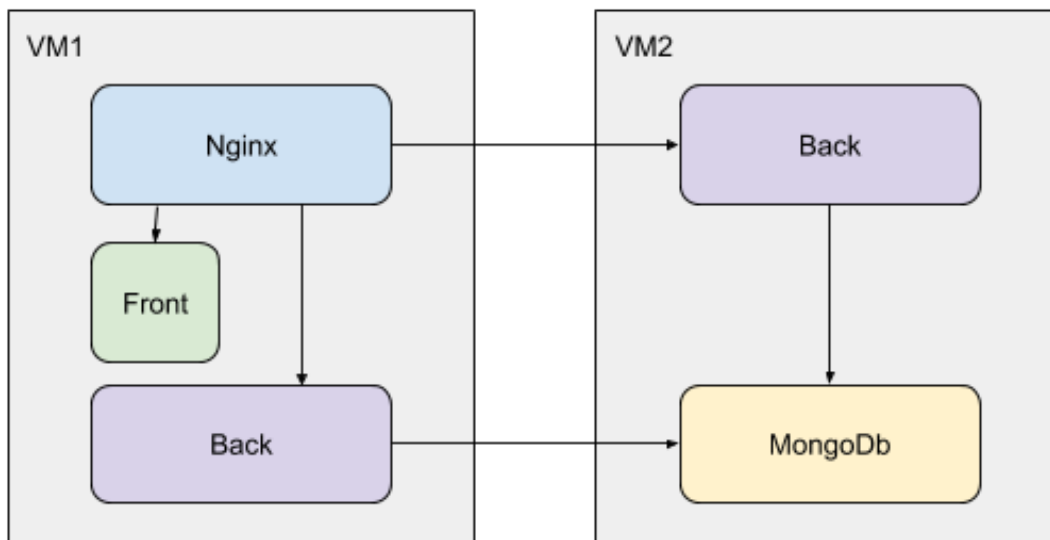 VM1
Nginx
Front
Back
VM2
Back
MongoDb